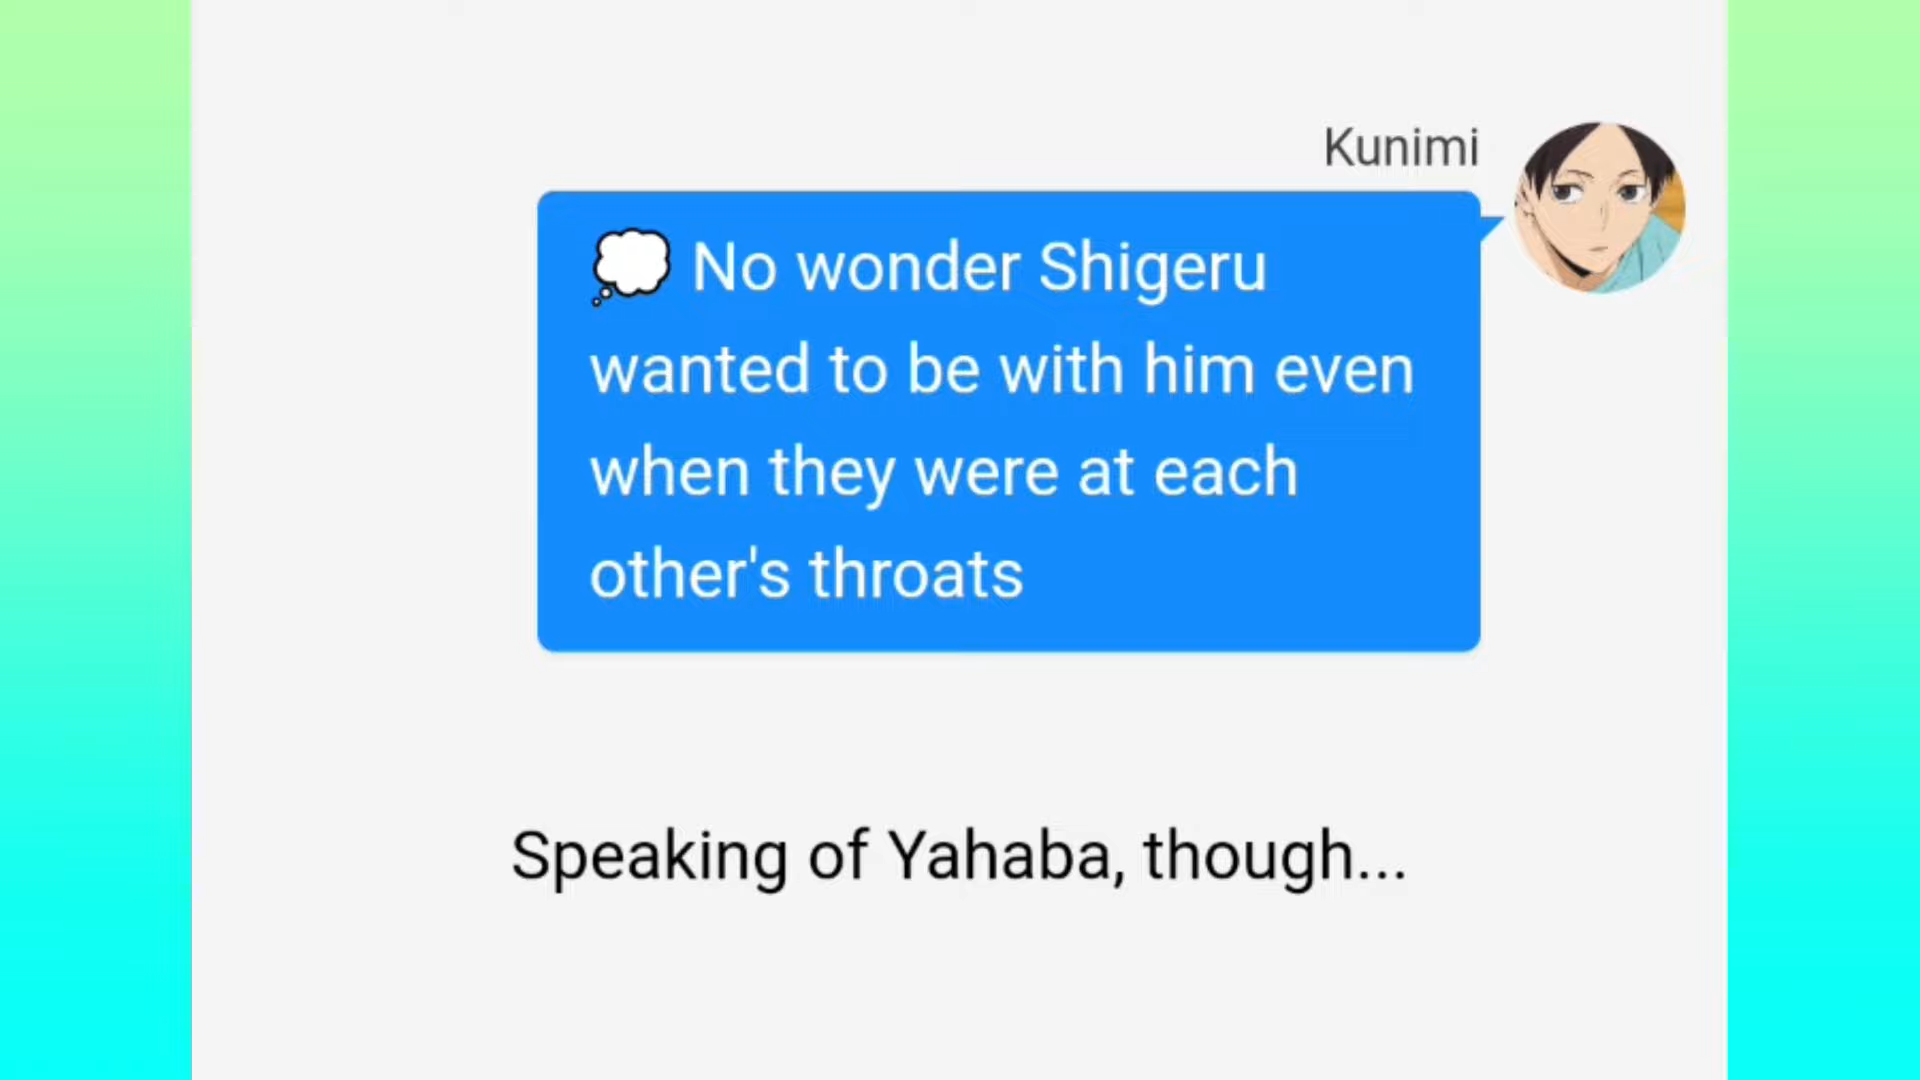 Kunimi
💭 No wonder Shigeru
wanted to be with him even
when they were at each
other's throats
Speaking of Yahaba, though...